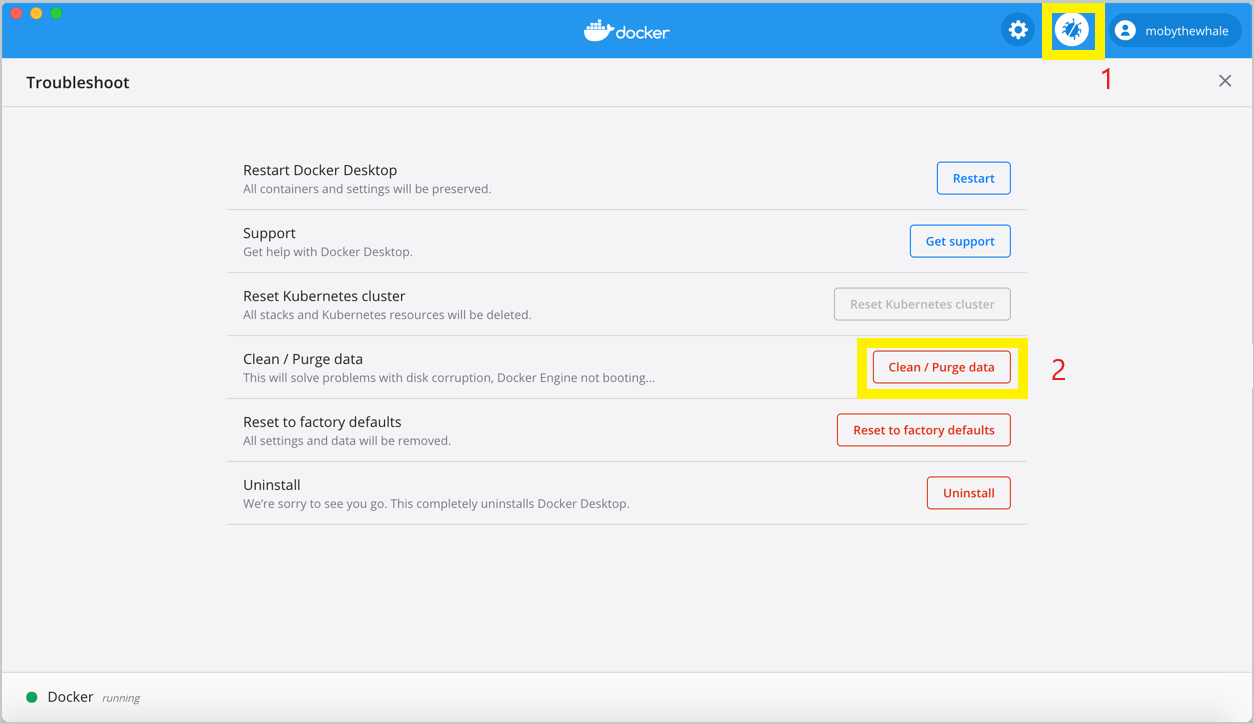 docker
mobythewhale
1
Troubleshoot
Restart Docker Desktop
All containers and settings will be preserved.
Restart
Support
Get help with Docker Desktop.
Get support
Reset Kubernetes cluster
All stacks and Kubernetes resources will be deleted.
Reset Kubernetes cluster
Clean / Purge data
This will solve problems with disk corruption, Docker Engine not booting...
Clean / Purge data
2
Reset to factory defaults
All settings and data will be removed.
Reset to factory defaults
Uninstall
We’re sorry to see you go. This completely uninstalls Docker Desktop.
Uninstall
Docker running